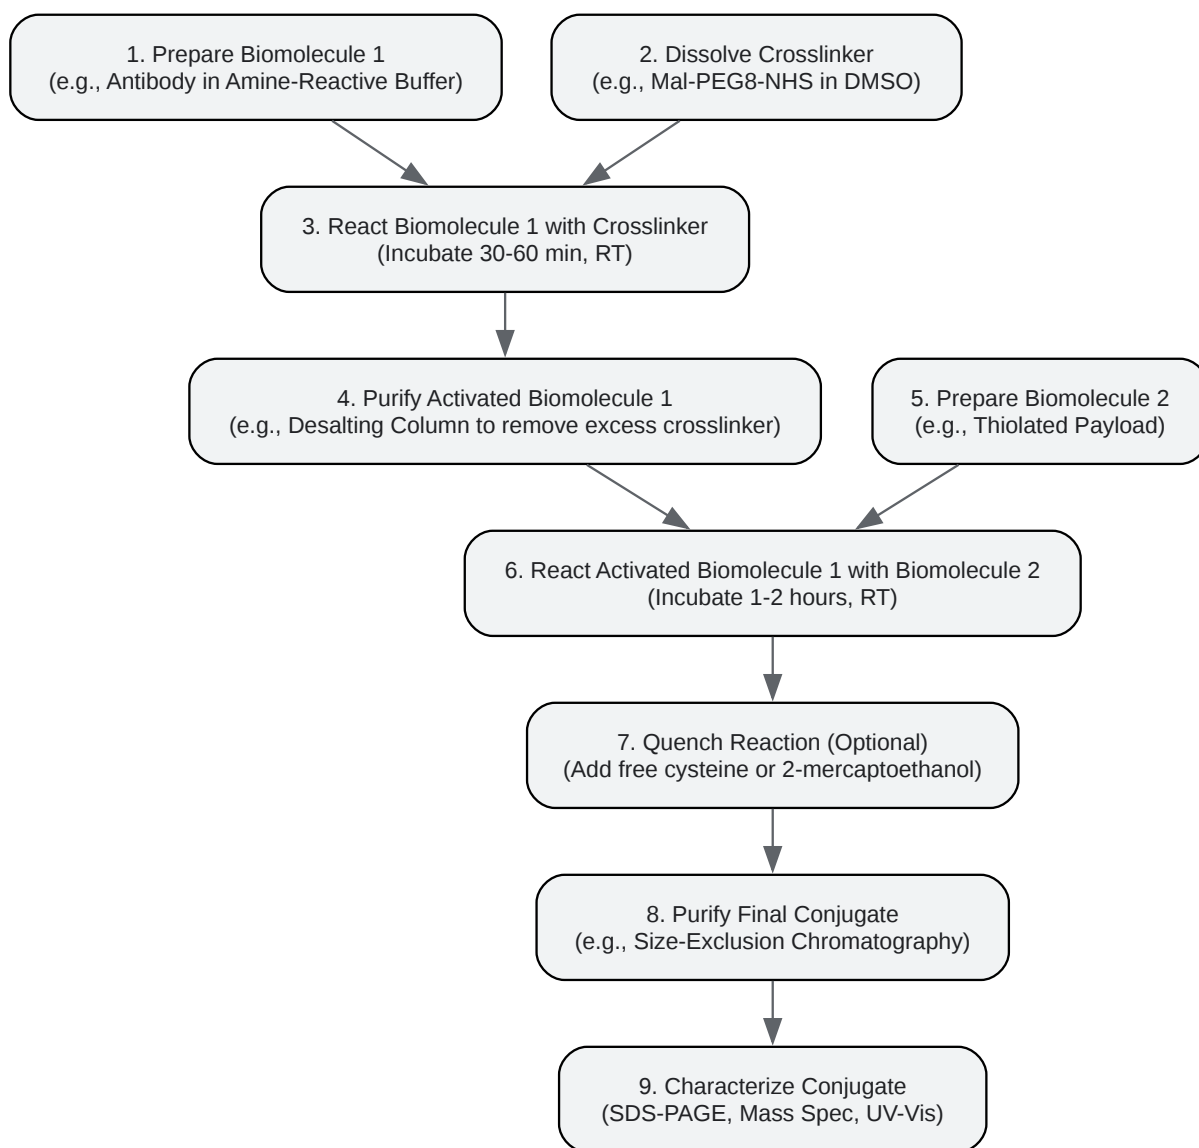 1. Prepare Biomolecule 1
(e.g., Antibody in Amine-Reactive Buffer)
2. Dissolve Crosslinker
(e.g., Mal-PEG8-NHS in DMSO)
3. React Biomolecule 1 with Crosslinker
(Incubate 30-60 min, RT)
4. Purify Activated Biomolecule 1
(e.g., Desalting Column to remove excess crosslinker)
5. Prepare Biomolecule 2
(e.g., Thiolated Payload)
6. React Activated Biomolecule 1 with Biomolecule 2
(Incubate 1-2 hours, RT)
7. Quench Reaction (Optional)
(Add free cysteine or 2-mercaptoethanol)
8. Purify Final Conjugate
(e.g., Size-Exclusion Chromatography)
9. Characterize Conjugate
(SDS-PAGE, Mass Spec, UV-Vis)